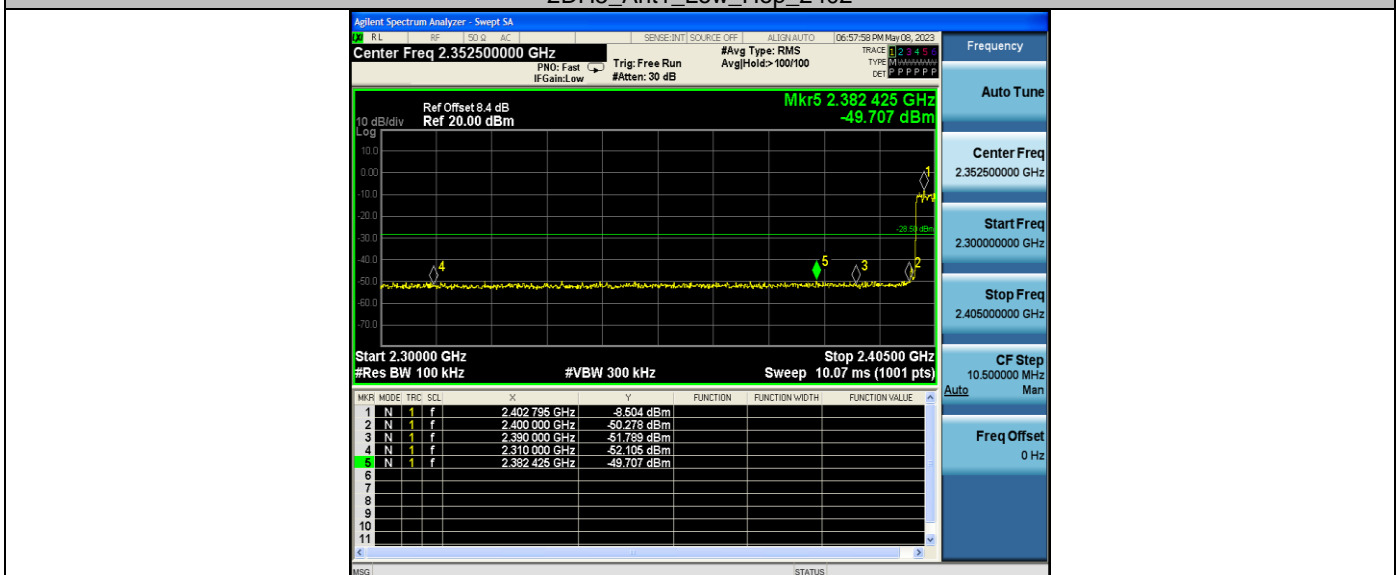 2DH5_Ant1_Low_Hop_2402
Agilent Spectrum Analyzer - Swept SA
RL RF 50 Ω AC SENSE:INT SOURCE OFF ALIGN AUTO 06:57:58 PM May 08, 2023
Center Freq 2.352500000 GHz
PNO: Fast
IFGain:Low
Trig: Free Run
#Atten: 30 dB
#Avg Type: RMS
Avg|Hold:> 100/100
TRACE 1 2 3 4 5 6
TYPE M
DET P P P P P P
Mkr5 2.382 425 GHz
-49.707 dBm
Ref Offset 8.4 dB
10 dB/div Ref 20.00 dBm
Log
10.0
0.00
-10.0
-20.0
-30.0
-40.0
-50.0
-60.0
-70.0
1
-28.50 dBm
4 5 3 2
Start 2.30000 GHz Stop 2.40500 GHz
#Res BW 100 kHz #VBW 300 kHz Sweep 10.07 ms (1001 pts)
MKR MODE TRC SCL X Y FUNCTION FUNCTION WIDTH FUNCTION VALUE
1 N 1 f 2.402 795 GHz -8.504 dBm
2 N 1 f 2.400 000 GHz -50.278 dBm
3 N 1 f 2.390 000 GHz -51.789 dBm
4 N 1 f 2.310 000 GHz -52.105 dBm
5 N 1 f 2.382 425 GHz -49.707 dBm
6
7
8
9
10
11
MSG STATUS
Frequency
Auto Tune
Center Freq
2.352500000 GHz
Start Freq
2.300000000 GHz
Stop Freq
2.405000000 GHz
CF Step
10.500000 MHz
Auto Man
Freq Offset
0 Hz